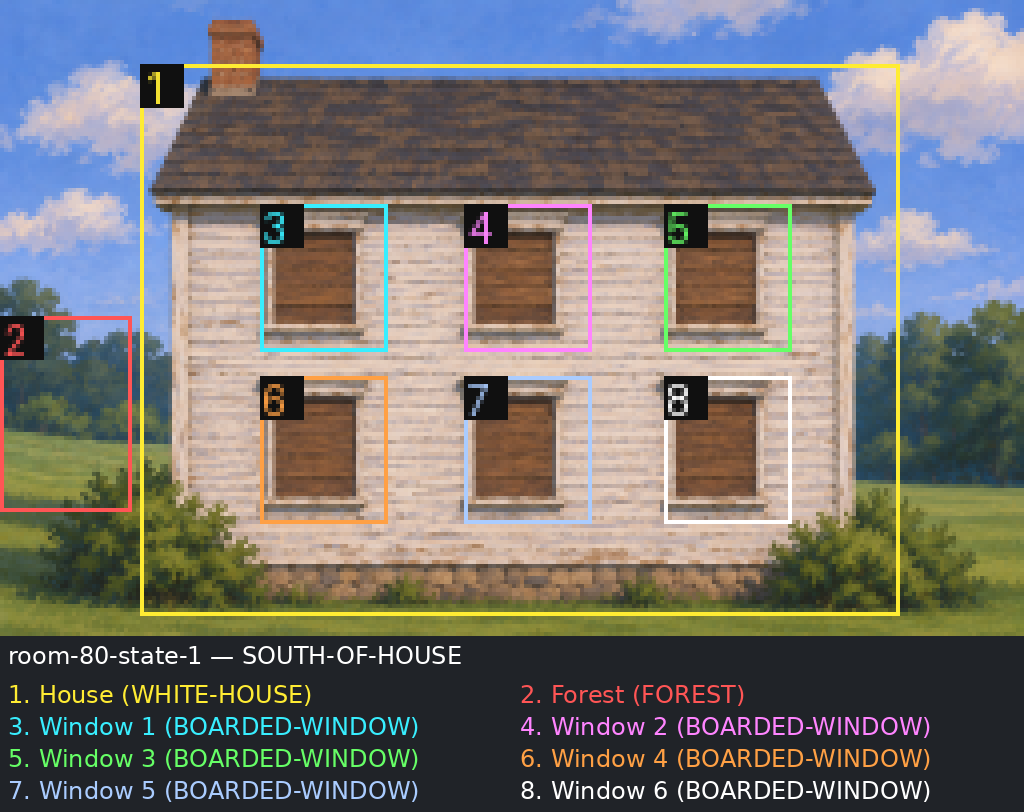 1
2
3
4
5
6
7
8
room-80-state-1 — SOUTH-OF-HOUSE
1. House (WHITE-HOUSE)
2. Forest (FOREST)
3. Window 1 (BOARDED-WINDOW)
4. Window 2 (BOARDED-WINDOW)
5. Window 3 (BOARDED-WINDOW)
6. Window 4 (BOARDED-WINDOW)
7. Window 5 (BOARDED-WINDOW)
8. Window 6 (BOARDED-WINDOW)